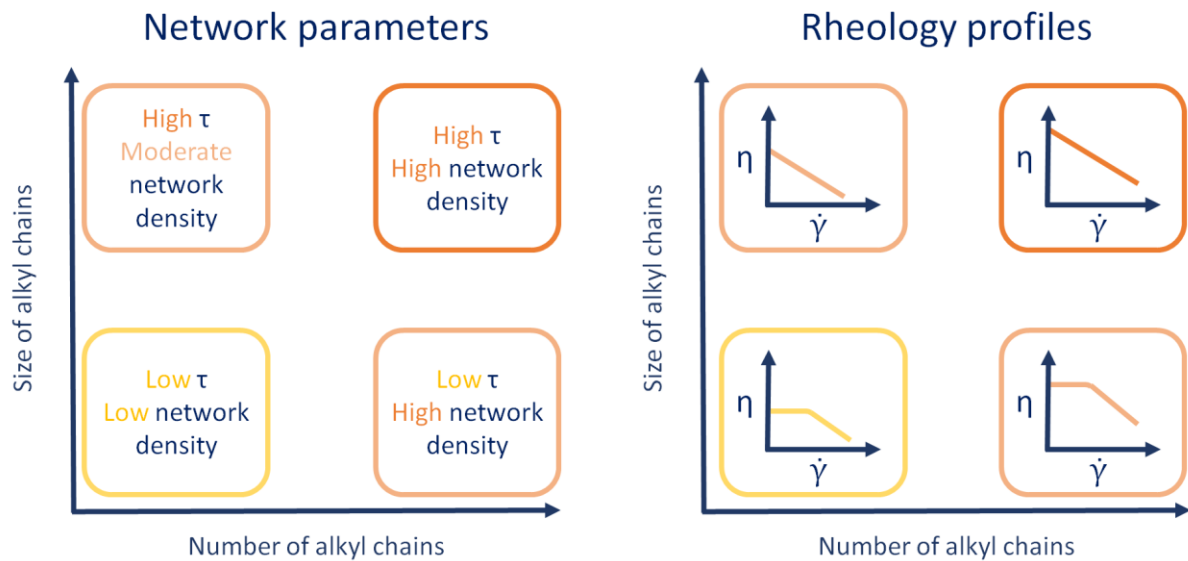 Network parameters
Size of alkyl chains
High τ
Moderate
network
density
High τ
High network
density
Low τ
Low network
density
Low τ
High network
density
Number of alkyl chains
Rheology profiles
Size of alkyl chains
η
γ̇
η
γ̇
η
γ̇
η
γ̇
Number of alkyl chains